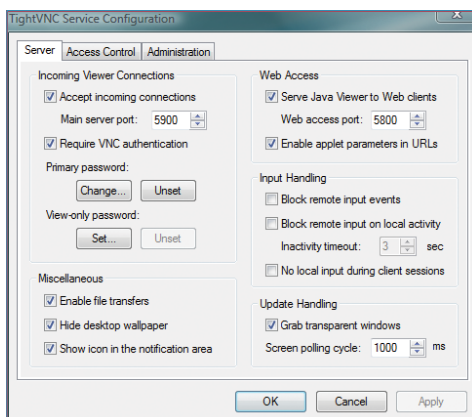 TightVNC Service Configuration
X
Server
Access Control
Administration
Incoming Viewer Connections
Accept incoming connections
Main server port: 5900
Require VNC authentication
Primary password:
Change... Unset
View-only password:
Set... Unset
Miscellaneous
Enable file transfers
Hide desktop wallpaper
Show icon in the notification area
Web Access
Serve Java Viewer to Web clients
Web access port: 5800
Enable applet parameters in URLs
Input Handling
Block remote input events
Block remote input on local activity
Inactivity timeout: 3 sec
No local input during client sessions
Update Handling
Grab transparent windows
Screen polling cycle: 1000 ms
OK Cancel Apply